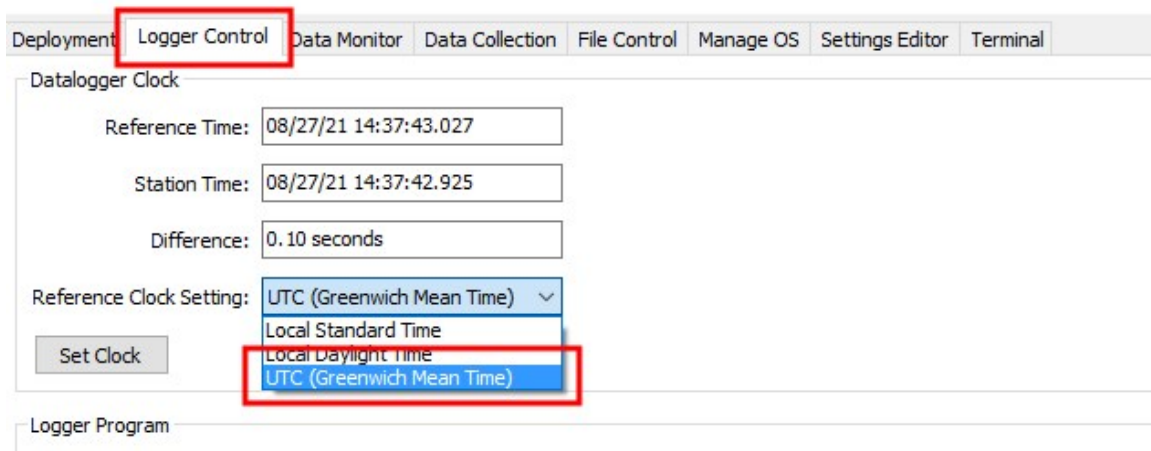 Deployment Logger Control Data Monitor Data Collection File Control Manage OS Settings Editor Terminal
Datalogger Clock
Reference Time: 08/27/21 14:37:43.027
Station Time: 08/27/21 14:37:42.925
Difference: 0.10 seconds
Reference Clock Setting: UTC (Greenwich Mean Time)
Local Standard Time
Set Clock Local Daylight Time
UTC (Greenwich Mean Time)
Logger Program